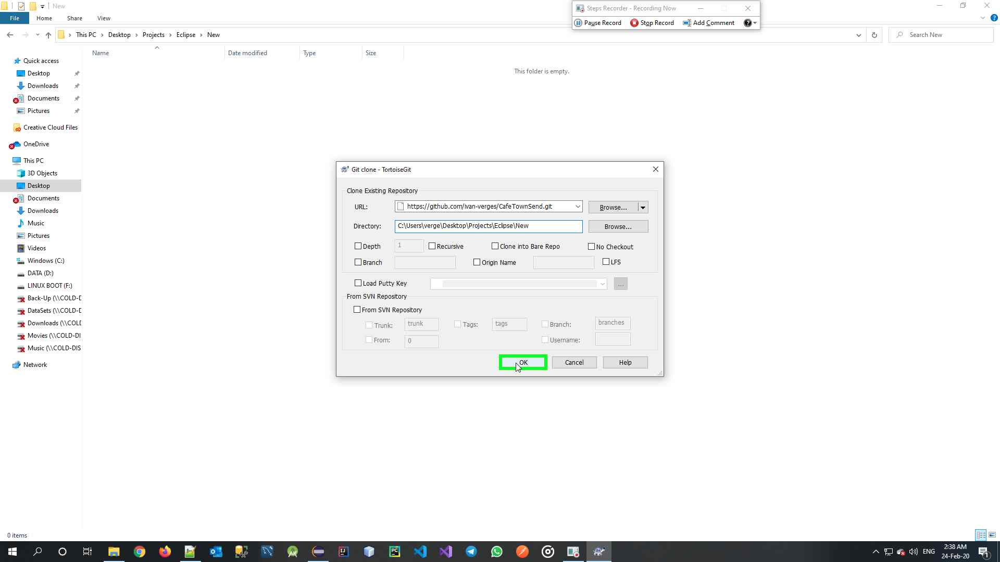 New
Steps Recorder - Recording Now
File Home Share View
Pause Record Stop Record Add Comment
This PC Desktop Projects Eclipse New
Search New
Name Date modified Type Size
This folder is empty.
Quick access
Desktop
Downloads
Documents
Pictures
Creative Cloud Files
OneDrive
This PC
3D Objects
Desktop
Documents
Downloads
Music
Pictures
Videos
Windows (C:)
DATA (D:)
LINUX BOOT (F:)
Back-Up (\\COLD-D
DataSets (\\COLD-D
Downloads (\\COLD
Movies (\\COLD-DI
Music (\\COLD-DIS
Network
Git clone - TortoiseGit
Clone Existing Repository
URL: https://github.com/ivan-verges/CafeTownSend.git Browse...
Directory: C:\Users\verge\Desktop\Projects\Eclipse\New Browse...
Depth 1 Recursive Clone into Bare Repo No Checkout
Branch Origin Name LFS
Load Putty Key ...
From SVN Repository
From SVN Repository
Trunk: trunk Tags: tags Branch: branches
From: 0 Username:
OK Cancel Help
0 items
ENG
2:38 AM
24-Feb-20
1